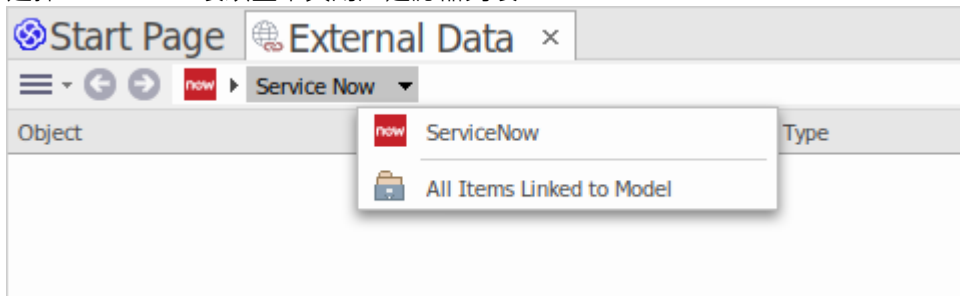 Start Page External Data ×
now Service Now
Object Type
now ServiceNow
All Items Linked to Model